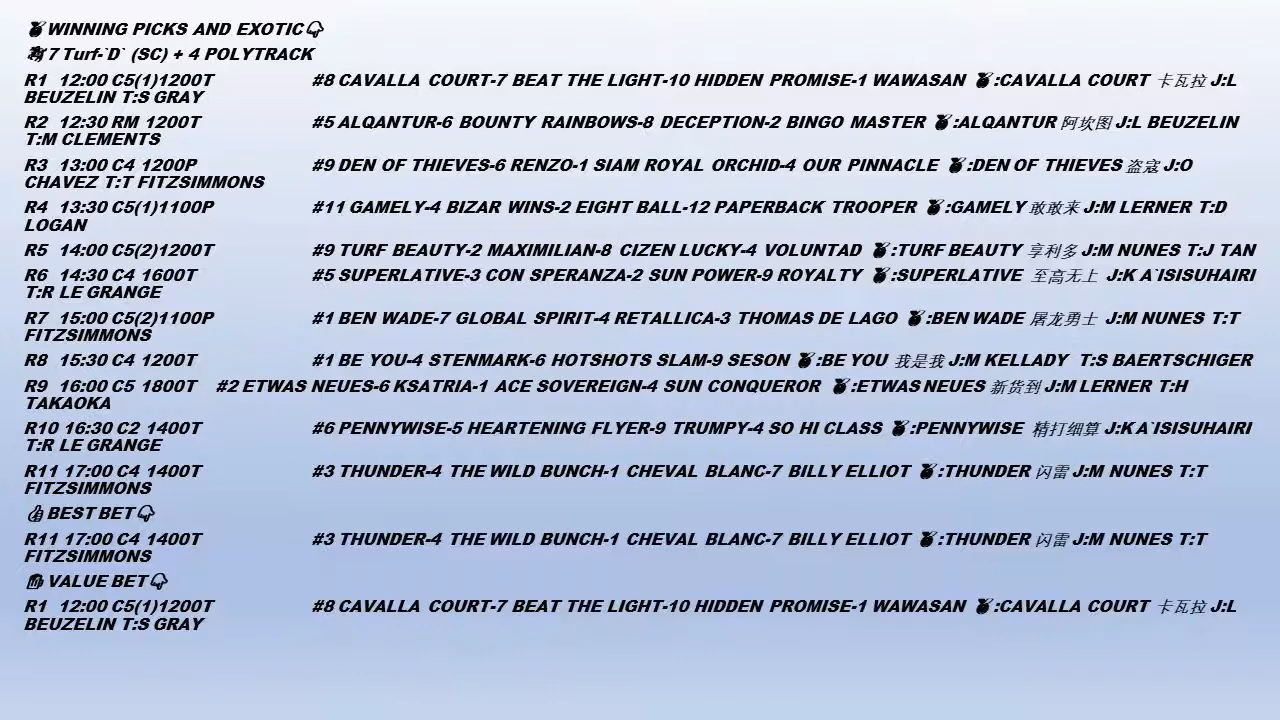 🍎WINNING PICKS AND EXOTIC👇
🏇7 Turf-`D` (SC) + 4 POLYTRACK
R1 12:00 C5(1)1200T #8 CAVALLA COURT-7 BEAT THE LIGHT-10 HIDDEN PROMISE-1 WAWASAN 🍎:CAVALLA COURT 卡瓦拉 J:L
BEUZELIN T:S GRAY
R2 12:30 RM 1200T #5 ALQANTUR-6 BOUNTY RAINBOWS-8 DECEPTION-2 BINGO MASTER 🍎:ALQANTUR 阿坎图 J:L BEUZELIN
T:M CLEMENTS
R3 13:00 C4 1200P #9 DEN OF THIEVES-6 RENZO-1 SIAM ROYAL ORCHID-4 OUR PINNACLE 🍎:DEN OF THIEVES 盗寇 J:O
CHAVEZ T:T FITZSIMMONS
R4 13:30 C5(1)1100P #11 GAMELY-4 BIZAR WINS-2 EIGHT BALL-12 PAPERBACK TROOPER 🍎:GAMELY 敢敢来 J:M LERNER T:D
LOGAN
R5 14:00 C5(2)1200T #9 TURF BEAUTY-2 MAXIMILIAN-8 CIZEN LUCKY-4 VOLUNTAD 🍎:TURF BEAUTY 享利多 J:M NUNES T:J TAN
R6 14:30 C4 1600T #5 SUPERLATIVE-3 CON SPERANZA-2 SUN POWER-9 ROYALTY 🍎:SUPERLATIVE 至高无上 J:K A`ISISUHAIRI
T:R LE GRANGE
R7 15:00 C5(2)1100P #1 BEN WADE-7 GLOBAL SPIRIT-4 RETALLICA-3 THOMAS DE LAGO 🍎:BEN WADE 屠龙勇士 J:M NUNES T:T
FITZSIMMONS
R8 15:30 C4 1200T #1 BE YOU-4 STENMARK-6 HOTSHOTS SLAM-9 SESON 🍎:BE YOU 我是我 J:M KELLADY T:S BAERTSCHIGER
R9 16:00 C5 1800T #2 ETWAS NEUES-6 KSATRIA-1 ACE SOVEREIGN-4 SUN CONQUEROR 🍎:ETWAS NEUES 新货到 J:M LERNER T:H
TAKAOKA
R10 16:30 C2 1400T #6 PENNYWISE-5 HEARTENING FLYER-9 TRUMPY-4 SO HI CLASS 🍎:PENNYWISE 精打细算 J:K A`ISISUHAIRI
T:R LE GRANGE
R11 17:00 C4 1400T #3 THUNDER-4 THE WILD BUNCH-1 CHEVAL BLANC-7 BILLY ELLIOT 🍎:THUNDER 闪雷 J:M NUNES T:T
FITZSIMMONS
👍BEST BET👇
R11 17:00 C4 1400T #3 THUNDER-4 THE WILD BUNCH-1 CHEVAL BLANC-7 BILLY ELLIOT 🍎:THUNDER 闪雷 J:M NUNES T:T
FITZSIMMONS
VALUE BET👇
R1 12:00 C5(1)1200T #8 CAVALLA COURT-7 BEAT THE LIGHT-10 HIDDEN PROMISE-1 WAWASAN 🍎:CAVALLA COURT 卡瓦拉 J:L
BEUZELIN T:S GRAY